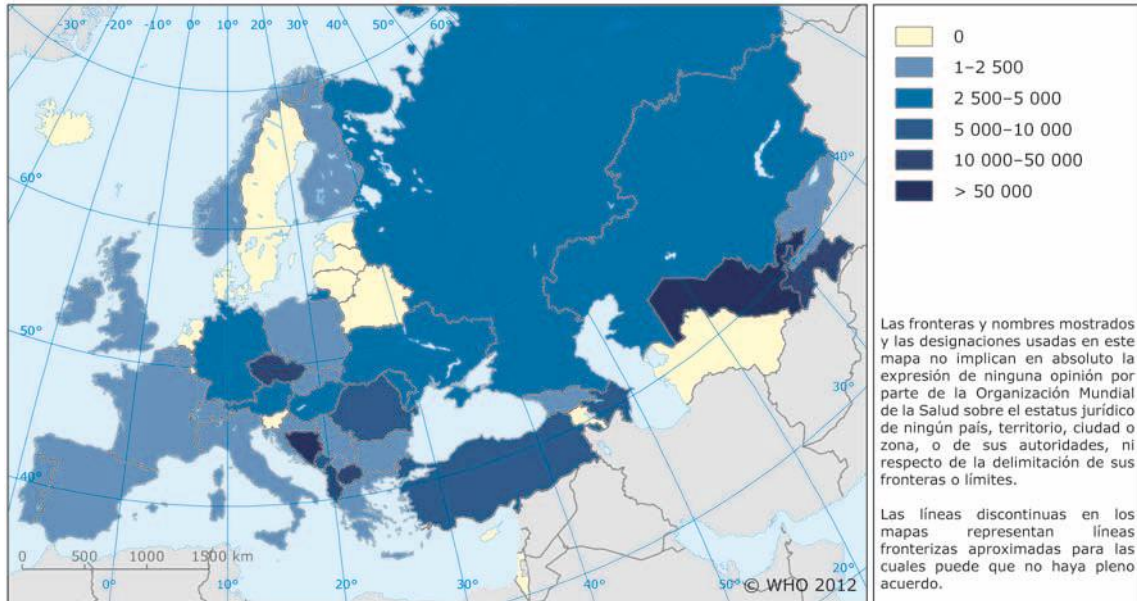 -30° -20° -10° 0° 10° 20° 30° 40° 50° 60°
60°
50°
40°
0° 10° 20° 30° 40° 50° 20°
30°
40°
0 500 1000 1500 km
© WHO 2012
0
1–2 500
2 500–5 000
5 000–10 000
10 000–50 000
> 50 000
Las fronteras y nombres mostrados
y las designaciones usadas en este
mapa no implican en absoluto la
expresión de ninguna opinión por
parte de la Organización Mundial
de la Salud sobre el estatus jurídico
de ningún país, territorio, ciudad o
zona, o de sus autoridades, ni
respecto de la delimitación de sus
fronteras o límites.
Las líneas discontinuas en los
mapas representan líneas
fronterizas aproximadas para las
cuales puede que no haya pleno
acuerdo.